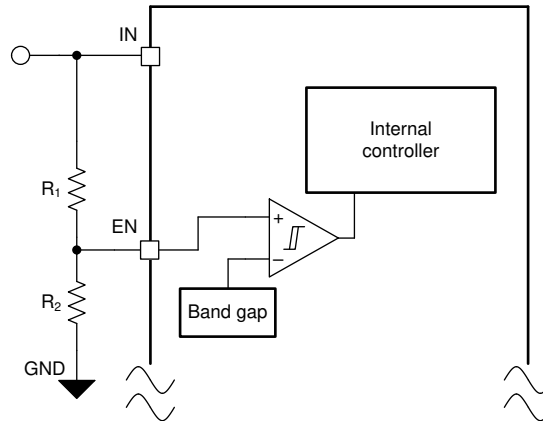 IN
Internal
controller
R1
EN
+
−
Band gap
R2
GND